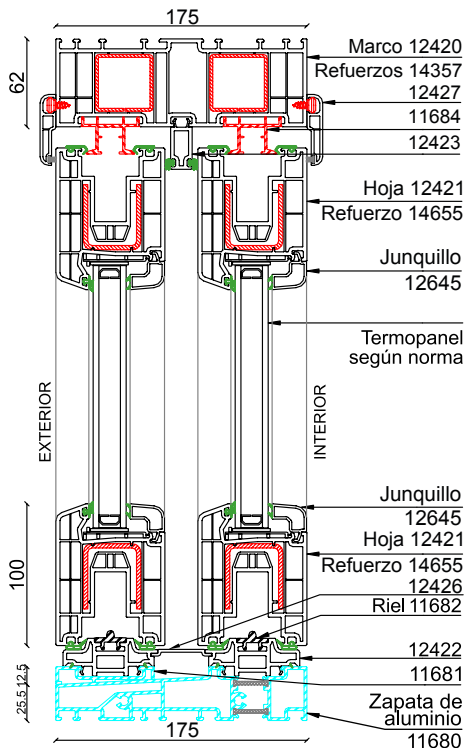 175
62
Marco 12420
Refuerzos 14357
12427
11684
12423
Hoja 12421
Refuerzo 14655
Junquillo
12645
Termopanel
según norma
EXTERIOR
INTERIOR
100
Junquillo
12645
Hoja 12421
Refuerzo 14655
12426
Riel 11682
12422
11681
25.5 12.5
Zapata de
aluminio
11680
175